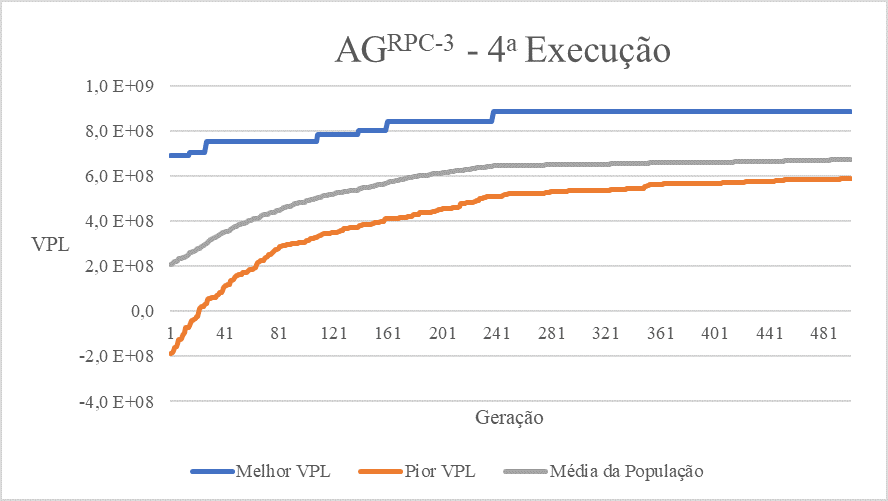 AGRPC-3 - 4ª Execução
1,0 E+09
8,0 E+08
6,0 E+08
4,0 E+08
VPL
2,0 E+08
0,0
1 41 81 121 161 201 241 281 321 361 401 441 481
-2,0 E+08
-4,0 E+08
Geração
Melhor VPL Pior VPL Média da População